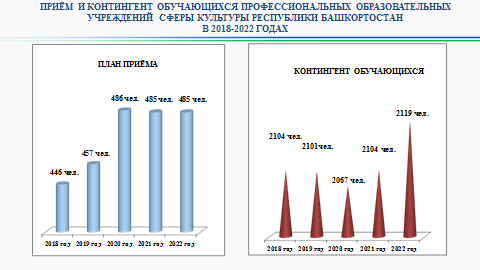 ПРИЁМ И КОНТИНГЕНТ ОБУЧАЮЩИХСЯ ПРОФЕССИОНАЛЬНЫХ ОБРАЗОВАТЕЛЬНЫХ
УЧРЕЖДЕНИЙ СФЕРЫ КУЛЬТУРЫ РЕСПУБЛИКИ БАШКОРТОСТАН
В 2018-2022 ГОДАХ
ПЛАН ПРИЁМА
486 чел. 485 чел. 485 чел.
457 чел.
446 чел.
2018 год 2019 год 2020 год 2021 год 2022 год
КОНТИНГЕНТ ОБУЧАЮЩИХСЯ
2119 чел.
2104 чел.
2101чел.
2104 чел.
2067 чел.
2018 год 2019 год 2020 год 2021 год 2022 год